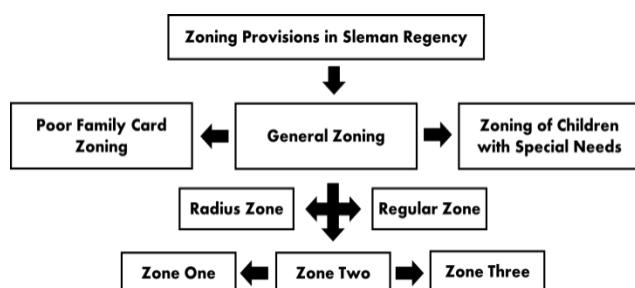 Zoning Provisions in Sleman Regency
Poor Family Card
Zoning
General Zoning
Zoning of Children
with Special Needs
Radius Zone
Regular Zone
Zone One
Zone Two
Zone Three